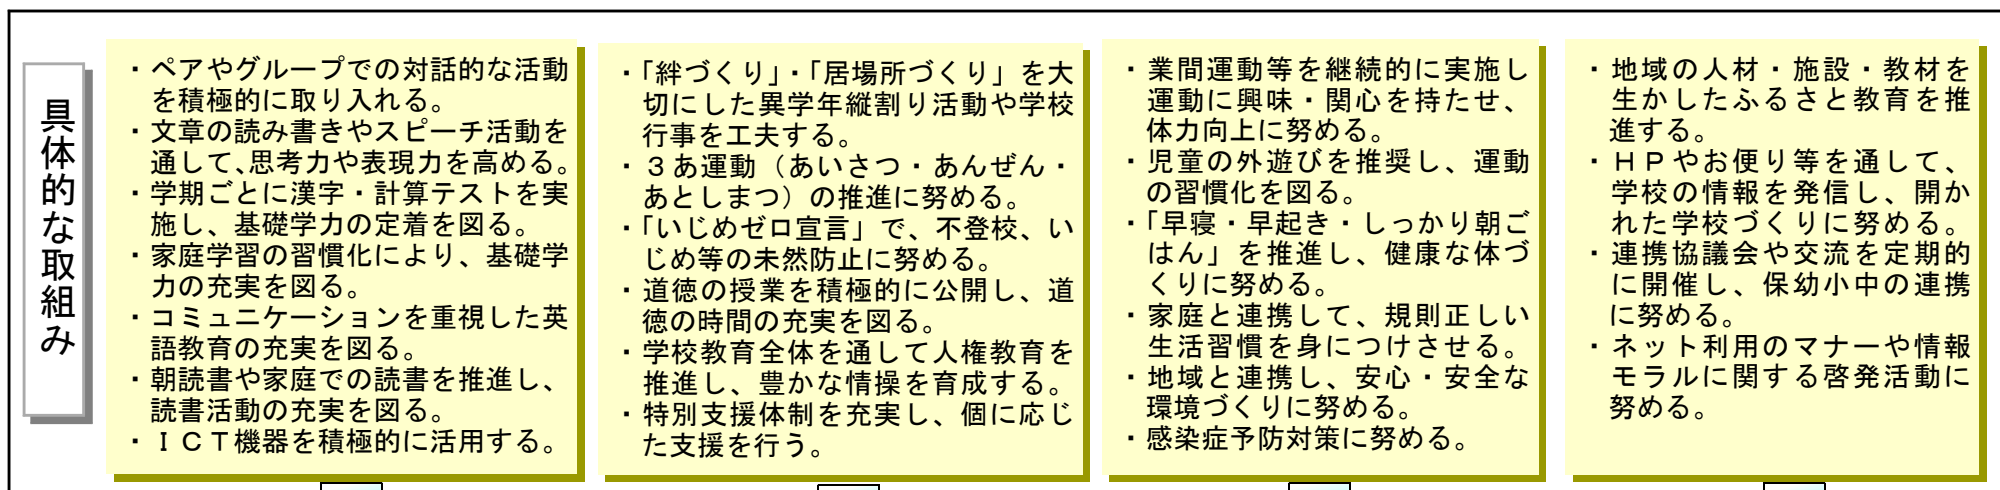 具体的な取組み
・ペアやグループでの対話的な活動
を積極的に取り入れる。
・文章の読み書きやスピーチ活動を
通して、思考力や表現力を高める。
・学期ごとに漢字・計算テストを実
施し、基礎学力の定着を図る。
・家庭学習の習慣化により、基礎学
力の充実を図る。
・コミュニケーションを重視した英
語教育の充実を図る。
・朝読書や家庭での読書を推進し、
読書活動の充実を図る。
・ＩＣＴ機器を積極的に活用する。
・「絆づくり」・「居場所づくり」を大
切にした異学年縦割り活動や学校
行事を工夫する。
・３あ運動（あいさつ・あんぜん・
あとしまつ）の推進に努める。
・「いじめゼロ宣言」で、不登校、い
じめ等の未然防止に努める。
・道徳の授業を積極的に公開し、道
徳の時間の充実を図る。
・学校教育全体を通して人権教育を
推進し、豊かな情操を育成する。
・特別支援体制を充実し、個に応じ
た支援を行う。
・業間運動等を継続的に実施し
運動に興味・関心を持たせ、
体力向上に努める。
・児童の外遊びを推奨し、運動
の習慣化を図る。
・「早寝・早起き・しっかり朝ご
はん」を推進し、健康な体づ
くりに努める。
・家庭と連携して、規則正しい
生活習慣を身につけさせる。
・地域と連携し、安心・安全な
環境づくりに努める。
・感染症予防対策に努める。
・地域の人材・施設・教材を
生かしたふるさと教育を推
進する。
・ＨＰやお便り等を通して、
学校の情報を発信し、開か
れた学校づくりに努める。
・連携協議会や交流を定期的
に開催し、保幼小中の連携
に努める。
・ネット利用のマナーや情報
モラルに関する啓発活動に
努める。